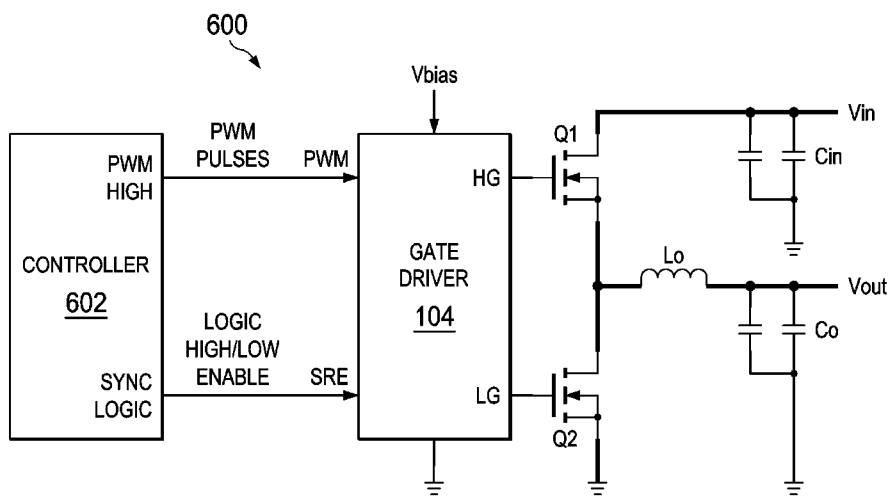 600
Vbias
PWM
HIGH
PWM
PULSES
PWM
HG
Q1
Vin
Cin
CONTROLLER
602
GATE
DRIVER
104
Lo
Vout
Co
SYNC
LOGIC
LOGIC
HIGH/LOW
ENABLE
SRE
LG
Q2